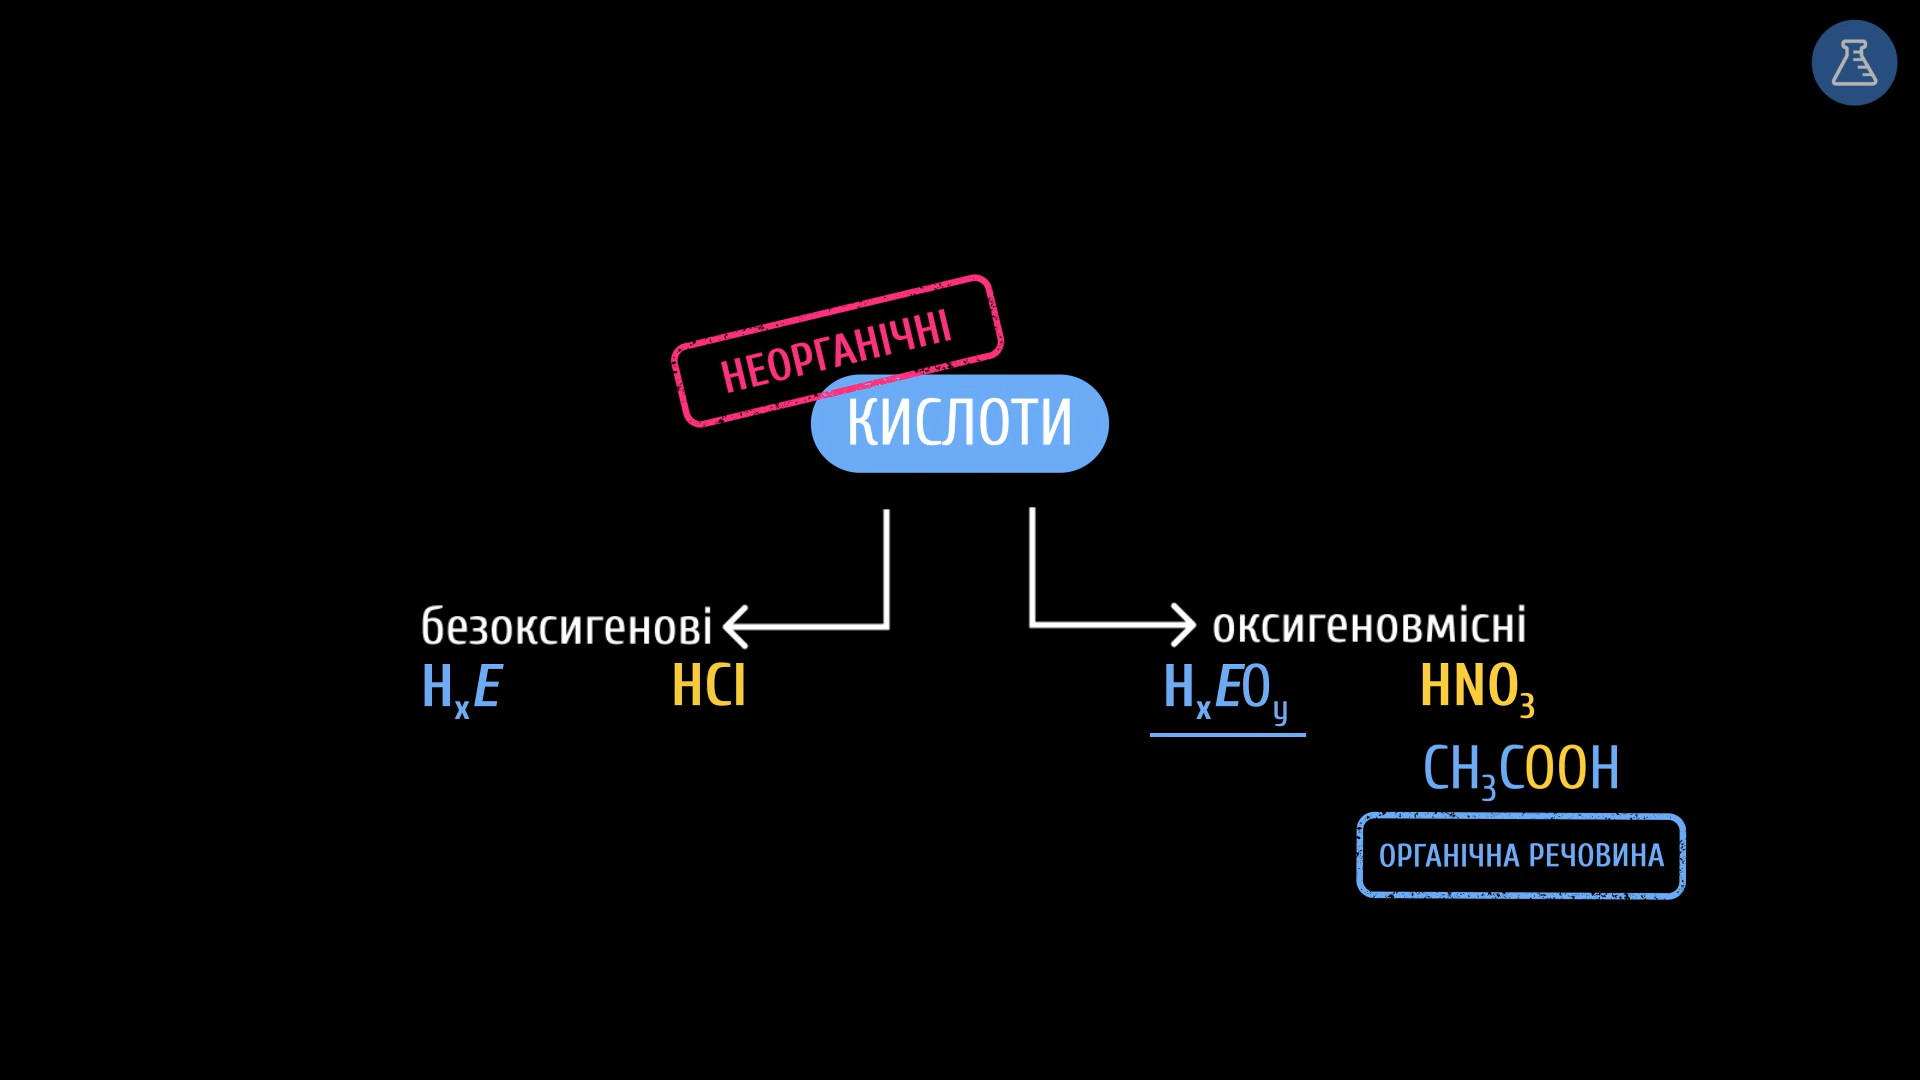 НЕОРГАНІЧНІ
КИСЛОТИ
безоксигенові
оксигеновмісні
HₓE
HCl
HₓEOᵧ
HNO₃
CH₃COOH
ОРГАНІЧНА РЕЧОВИНА